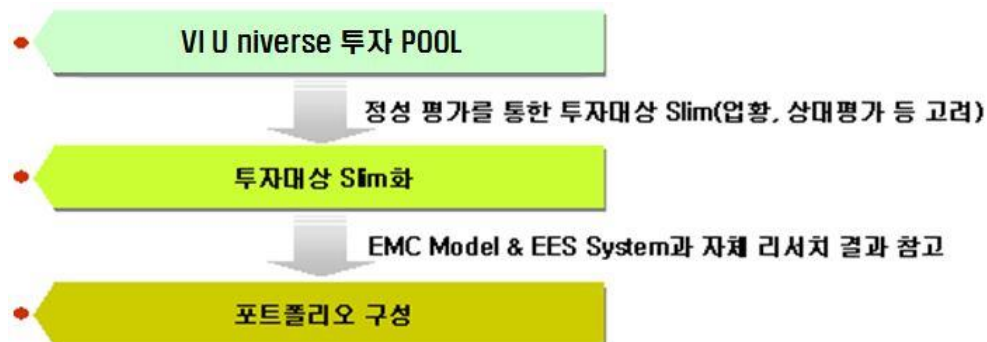 VI U niverse 투자 POOL
정성 평가를 통한 투자대상 Slim(업황, 상대평가 등 고려)
투자대상 Slim화
EMC Model & EES System과 자체 리서치 결과 참고
포트폴리오 구성